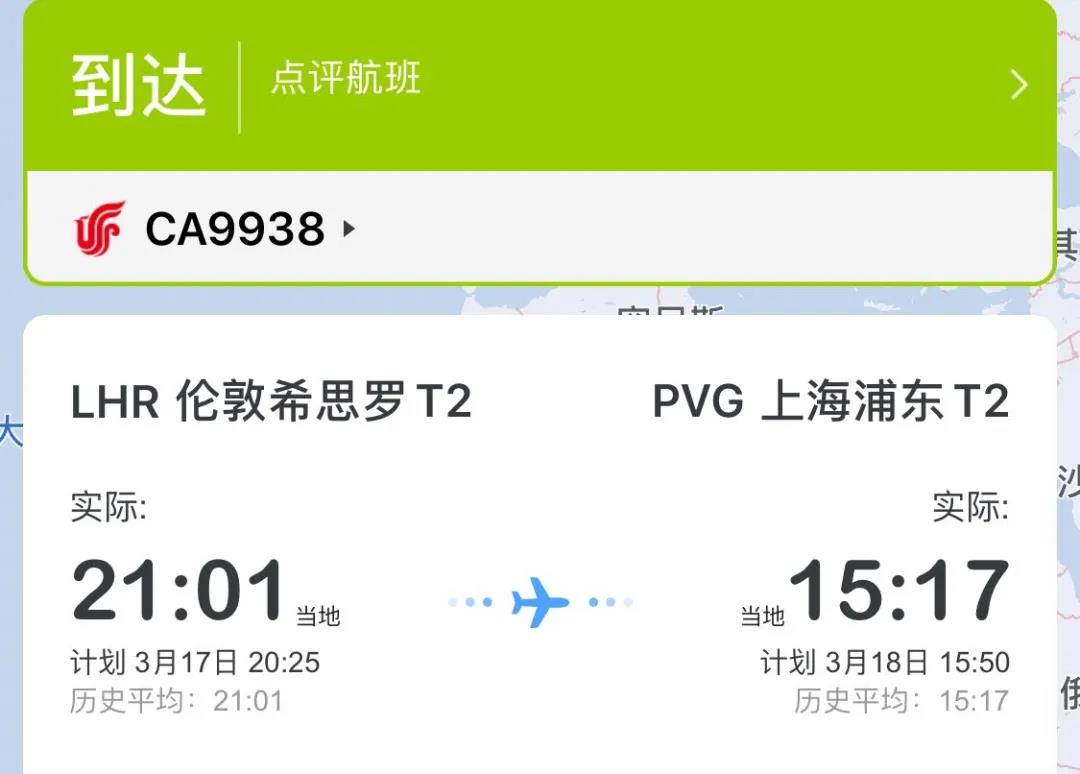 到达 点评航班
CA9938
其
LHR 伦敦希思罗 T2 PVG 上海浦东 T2
大
沙
实际: 实际:
21:01 当地 当地 15:17
计划 3月17日 20:25 计划 3月18日 15:50
历史平均：21:01 历史平均：15:17